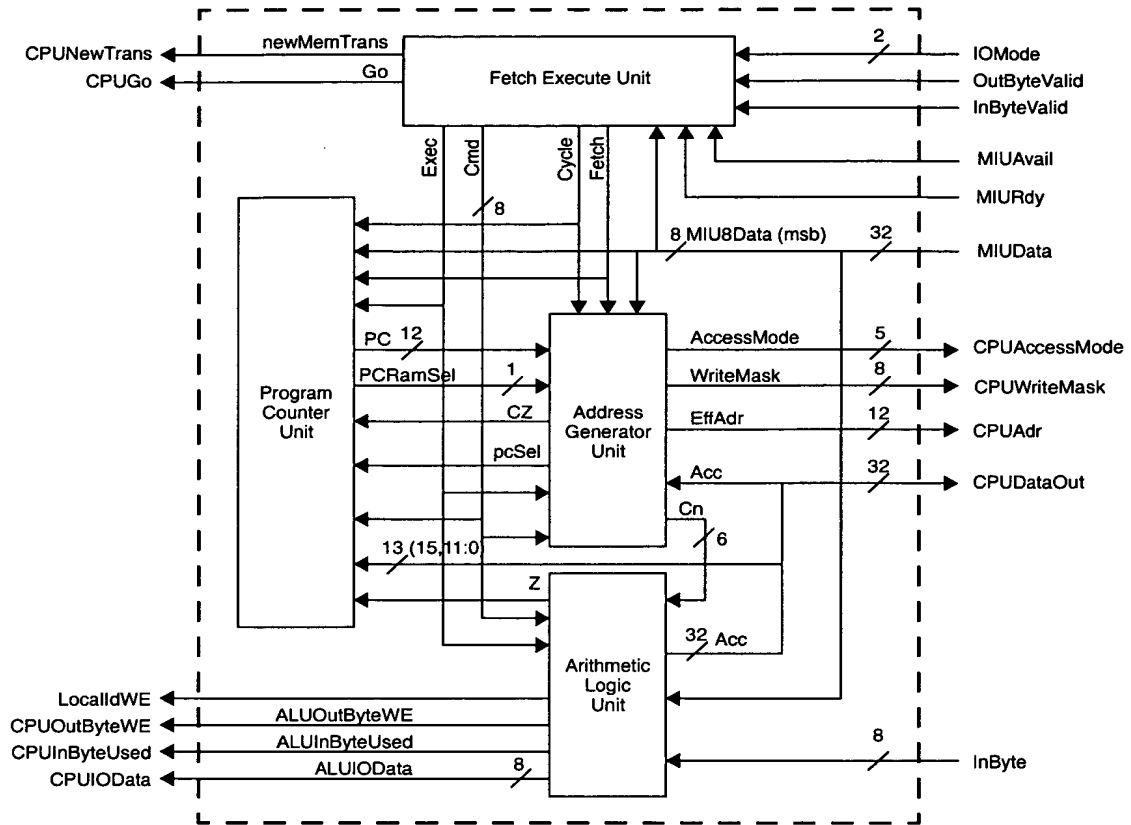 CPUNewTrans
newMemTrans
CPUGo
Go
Fetch Execute Unit
2
IOMode
OutByteValid
InByteValid
MIUAvail
MIURdy
Exec
Cmd
Cycle
Fetch
8
8 MIU8Data (msb)
32
MIUData
PC 12
PCRamSel 1
CZ
pcSel
Program
Counter
Unit
Address
Generator
Unit
AccessMode 5
CPUAccessMode
WriteMask 8
CPUWriteMask
EffAdr 12
CPUAdr
Acc 32
CPUDataOut
Cn
6
13 (15,11:0)
Z
32 Acc
Arithmetic
Logic
Unit
LocalIdWE
CPUOutByteWE
ALUOutByteWE
CPUInByteUsed
ALUInByteUsed
CPUIOData
ALUIOData 8
8
InByte